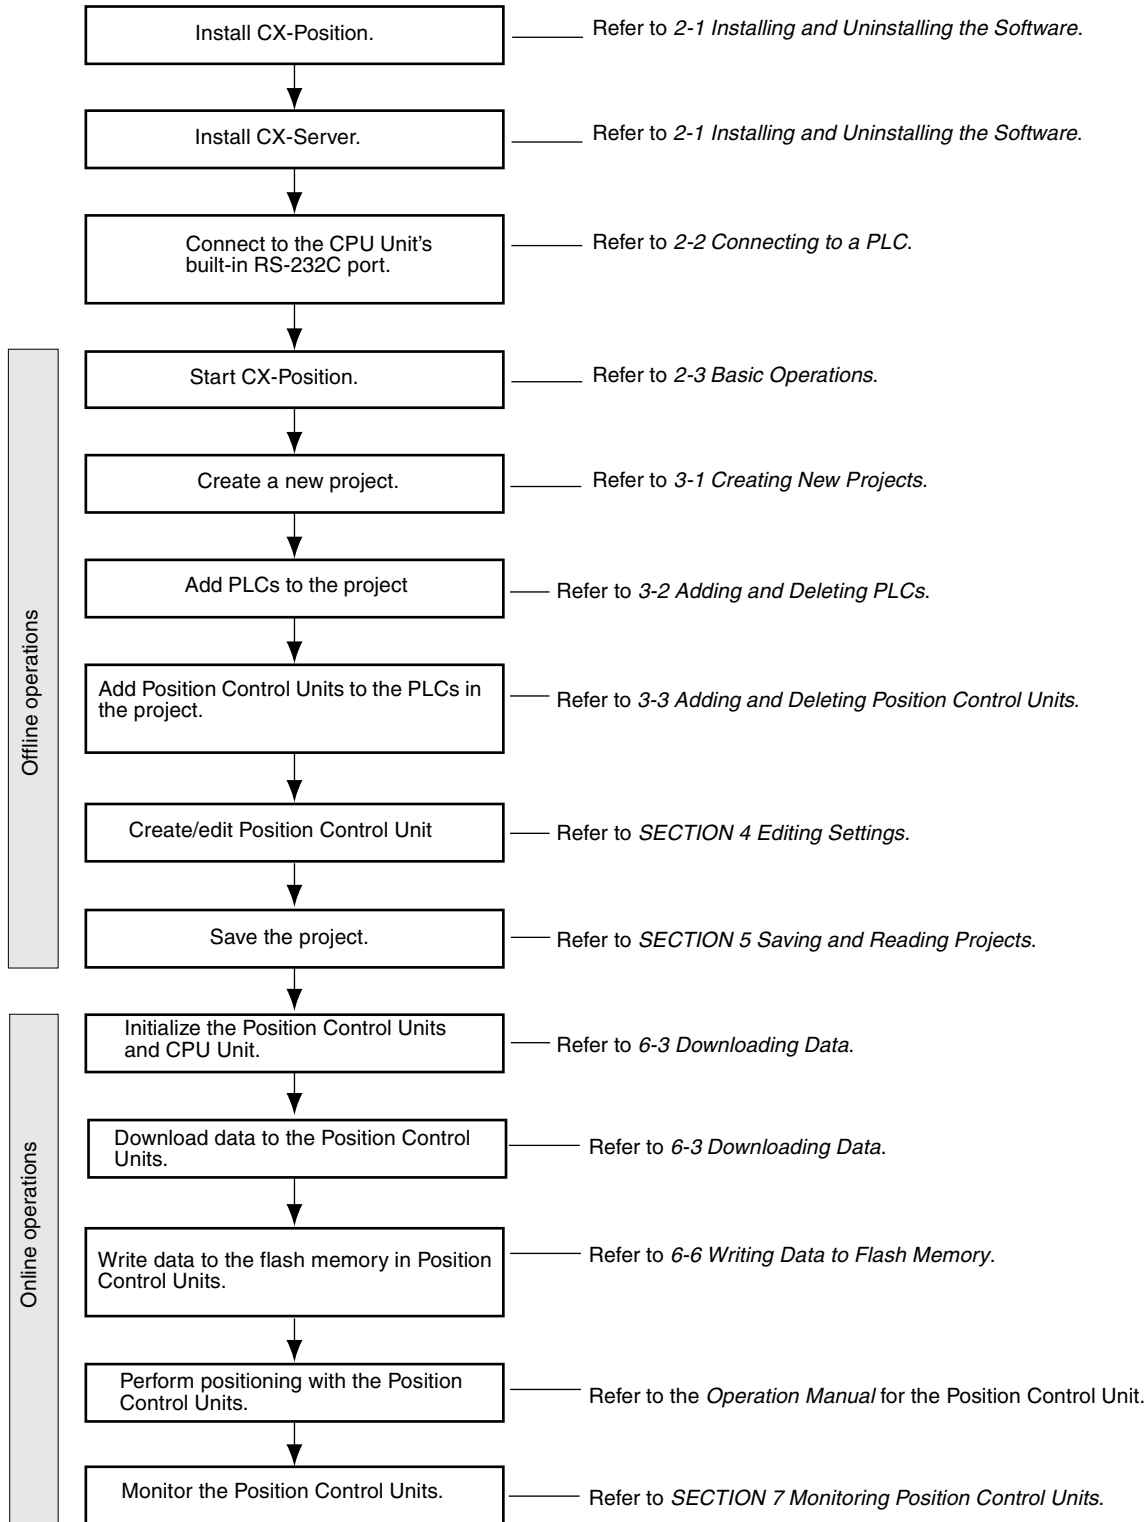 Install CX-Position.
Refer to 2-1 Installing and Uninstalling the Software.
Install CX-Server.
Refer to 2-1 Installing and Uninstalling the Software.
Connect to the CPU Unit's
built-in RS-232C port.
Refer to 2-2 Connecting to a PLC.
Offline operations
Start CX-Position.
Refer to 2-3 Basic Operations.
Create a new project.
Refer to 3-1 Creating New Projects.
Add PLCs to the project
Refer to 3-2 Adding and Deleting PLCs.
Add Position Control Units to the PLCs in
the project.
Refer to 3-3 Adding and Deleting Position Control Units.
Create/edit Position Control Unit
Refer to SECTION 4 Editing Settings.
Save the project.
Refer to SECTION 5 Saving and Reading Projects.
Online operations
Initialize the Position Control Units
and CPU Unit.
Refer to 6-3 Downloading Data.
Download data to the Position Control
Units.
Refer to 6-3 Downloading Data.
Write data to the flash memory in Position
Control Units.
Refer to 6-6 Writing Data to Flash Memory.
Perform positioning with the Position
Control Units.
Refer to the Operation Manual for the Position Control Unit.
Monitor the Position Control Units.
Refer to SECTION 7 Monitoring Position Control Units.